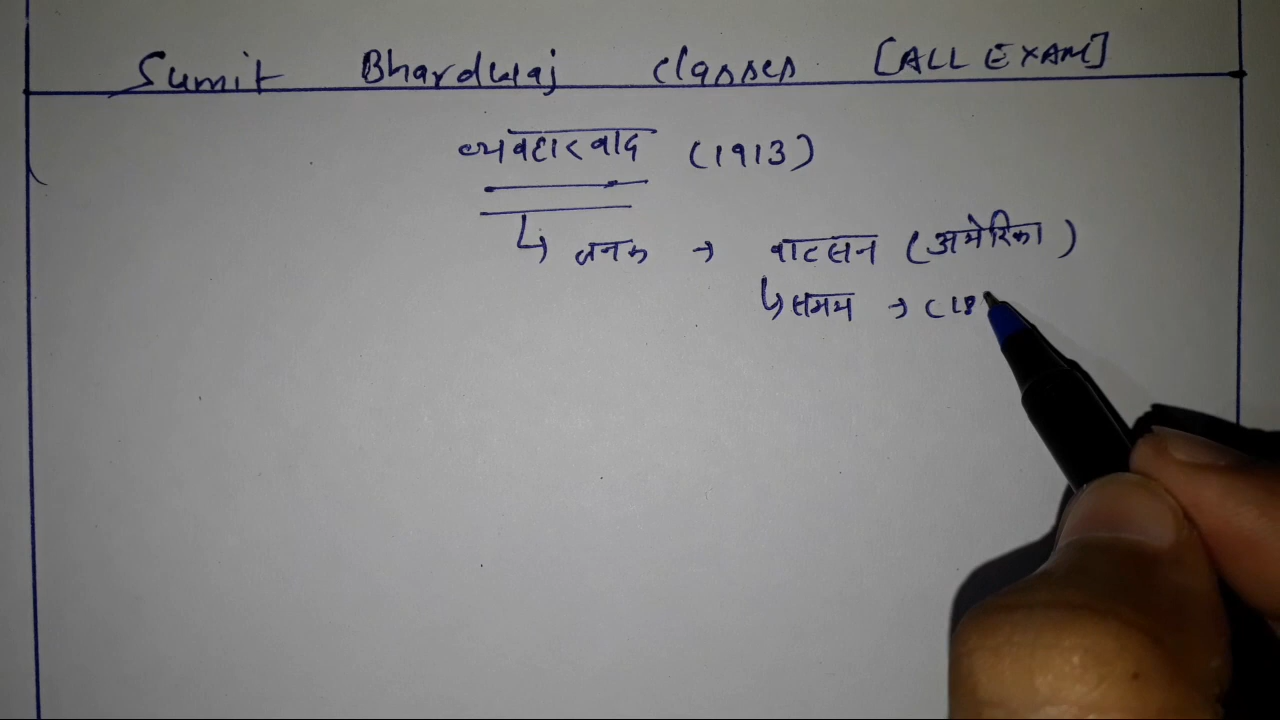 Sumit Bhardwaj Classes [ALL EXAM]
व्यवहारवाद (1913)
↳ जनक → वाटसन (अमेरिका)
↳ समय → (18